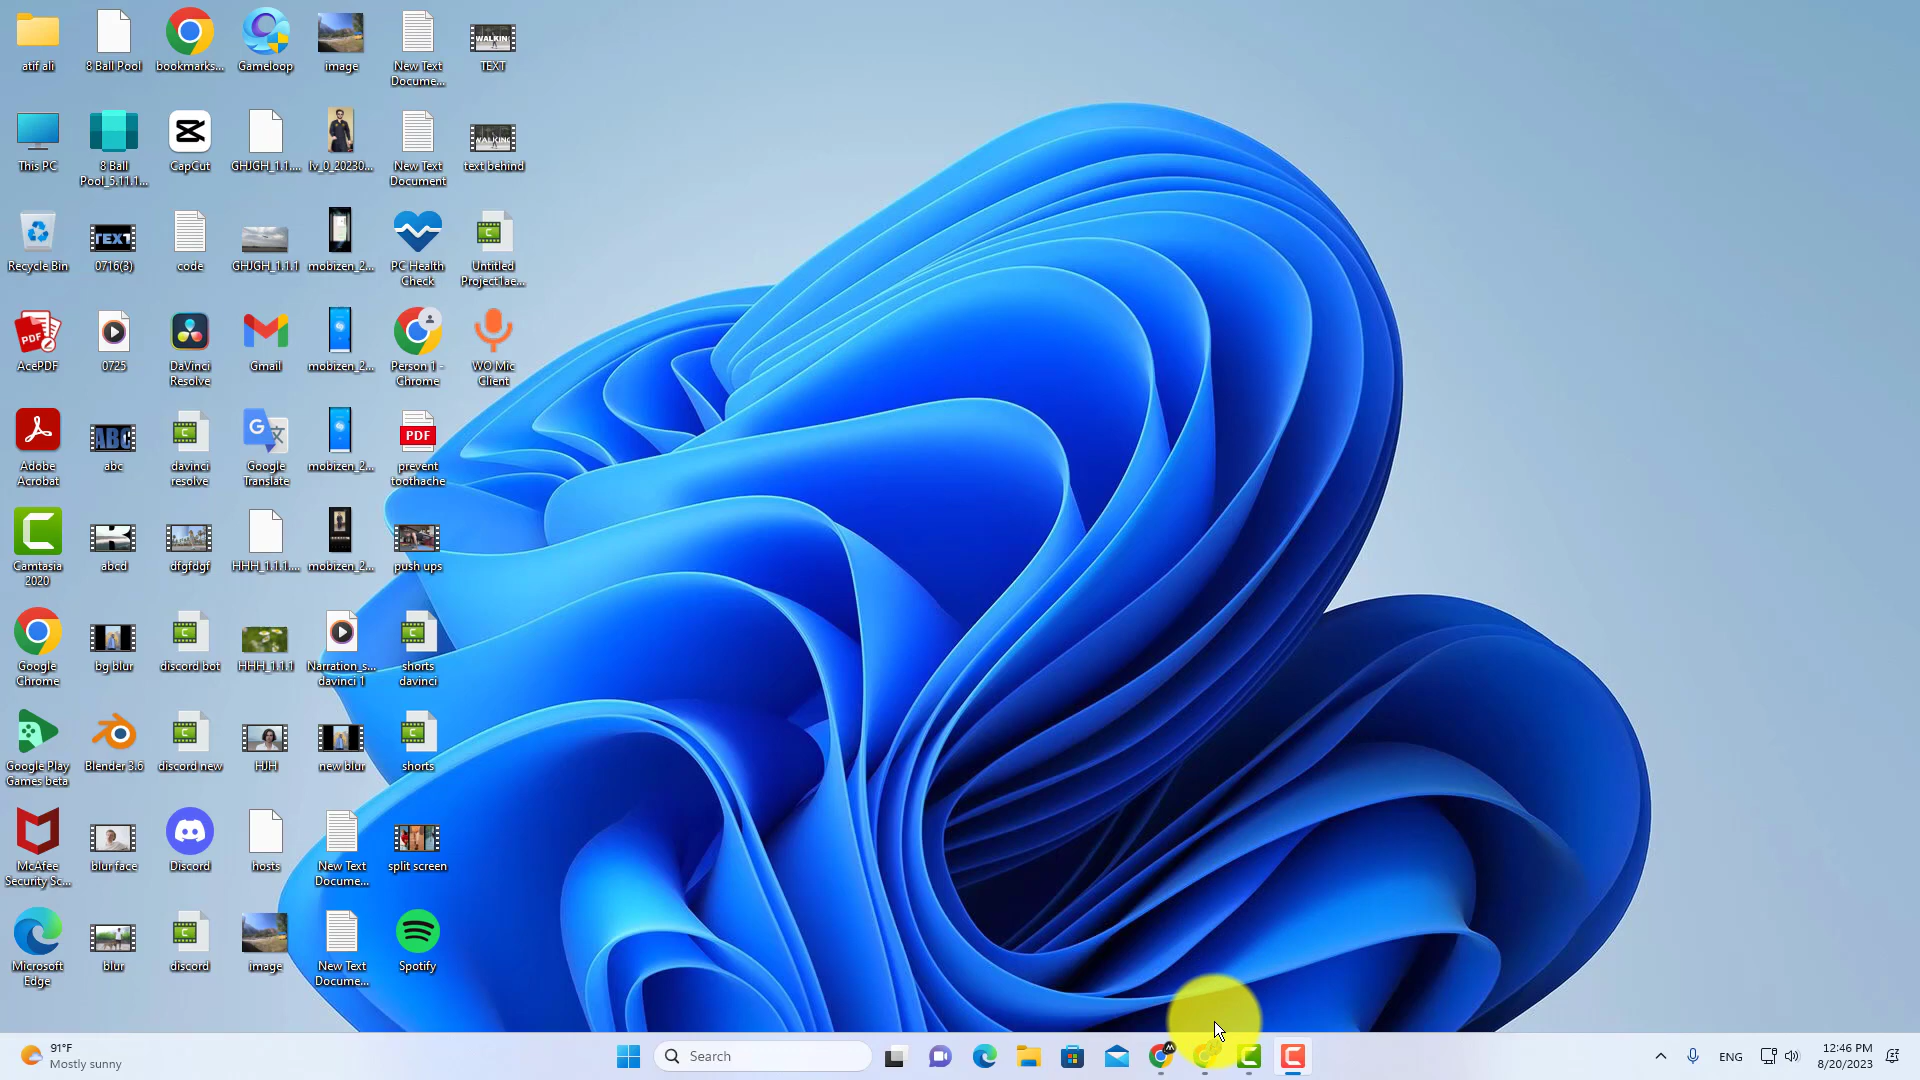 atif ali
8 Ball Pool
bookmarks...
Gameloop
image
New Text
Docume...
TEXT
This PC
8 Ball
Pool_5.11.1...
CapCut
GHJGH_1.1....
lv_0_20230...
New Text
Document
text behind
Recycle Bin
0716(3)
code
GHJGH_1.1.1
mobizen_2...
PC Health
Check
Untitled
Project1ae...
AcePDF
0725
DaVinci
Resolve
Gmail
mobizen_2...
Person 1 -
Chrome
WO Mic
Client
Adobe
Acrobat
abc
davinci
resolve
Google
Translate
mobizen_2...
PDF
prevent
toothache
Camtasia
2020
abcd
dfgfdgf
HHH_1.1.1....
mobizen_2...
push ups
Google
Chrome
bg blur
discord bot
HHH_1.1.1
Narration_s...
davinci 1
shorts
davinci
Google Play
Games beta
Blender 3.6
discord new
HJH
new blur
shorts
McAfee
Security Sc...
blur face
Discord
hosts
New Text
Docume...
split screen
Microsoft
Edge
blur
discord
image
New Text
Docume...
Spotify
91°F
Mostly sunny
Search
ENG
12:46 PM
8/20/2023